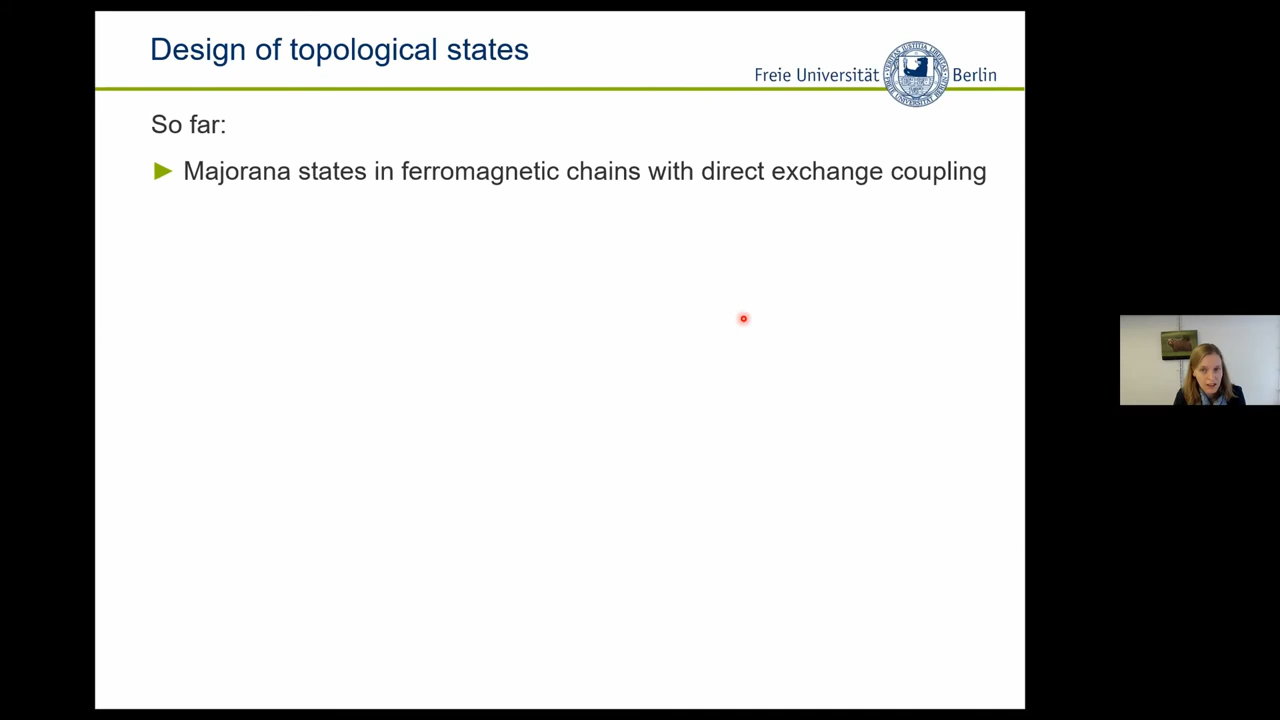 Design of topological states
Freie Universität Berlin
So far:
Majorana states in ferromagnetic chains with direct exchange coupling